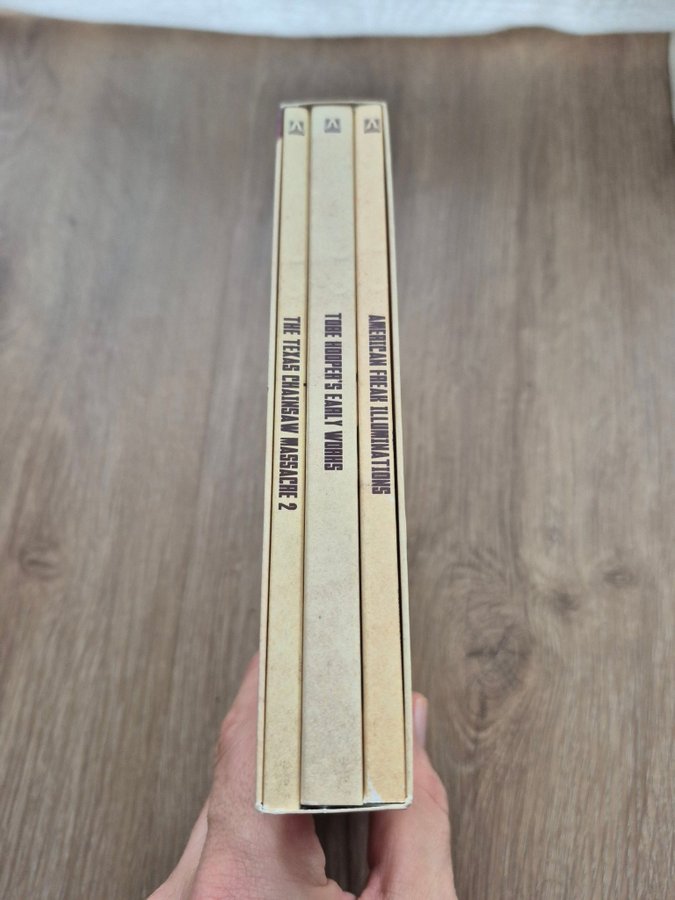 THE TEXAS CHAINSAW MASSACRE 2
TOBE HOOPER'S EARLY WORKS
AMERICAN FREAK ILLUMINATIONS